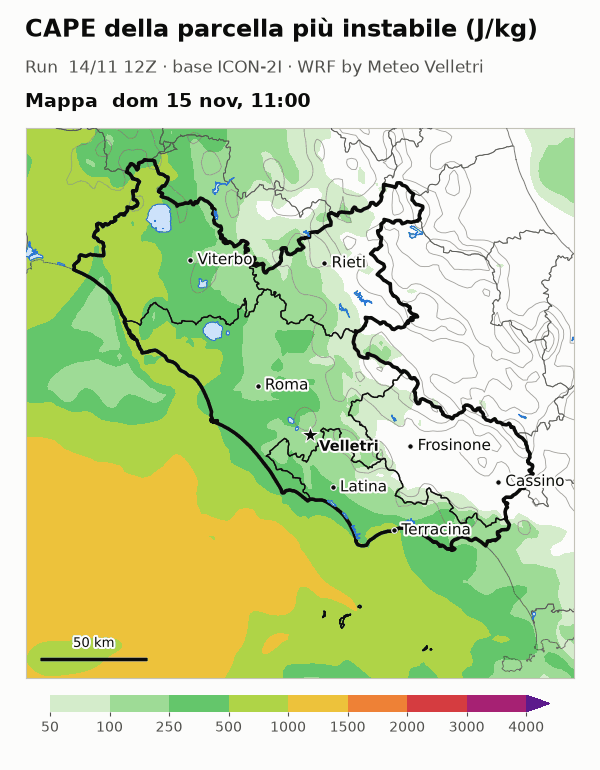 CAPE della parcella più instabile (J/kg)
Run 14/11 12Z · base ICON-2I · WRF by Meteo Velletri
Mappa dom 15 nov, 11:00
Viterbo
Rieti
Roma
Velletri
Frosinone
Cassino
Latina
Terracina
50 km
50 100 250 500 1000 1500 2000 3000 4000